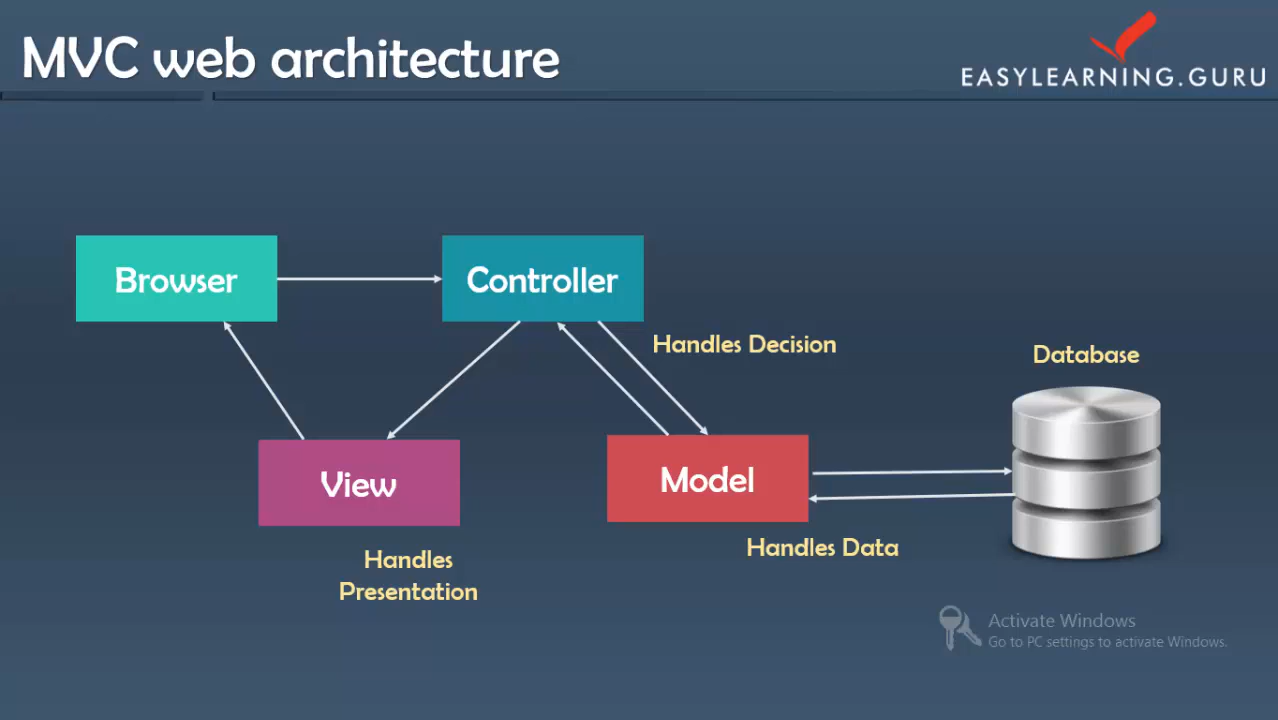 MVC web architecture
EASYLEARNING.GURU
Browser
Controller
Handles Decision
Database
View
Model
Handles Data
Handles
Presentation
Activate Windows
Go to PC settings to activate Windows.